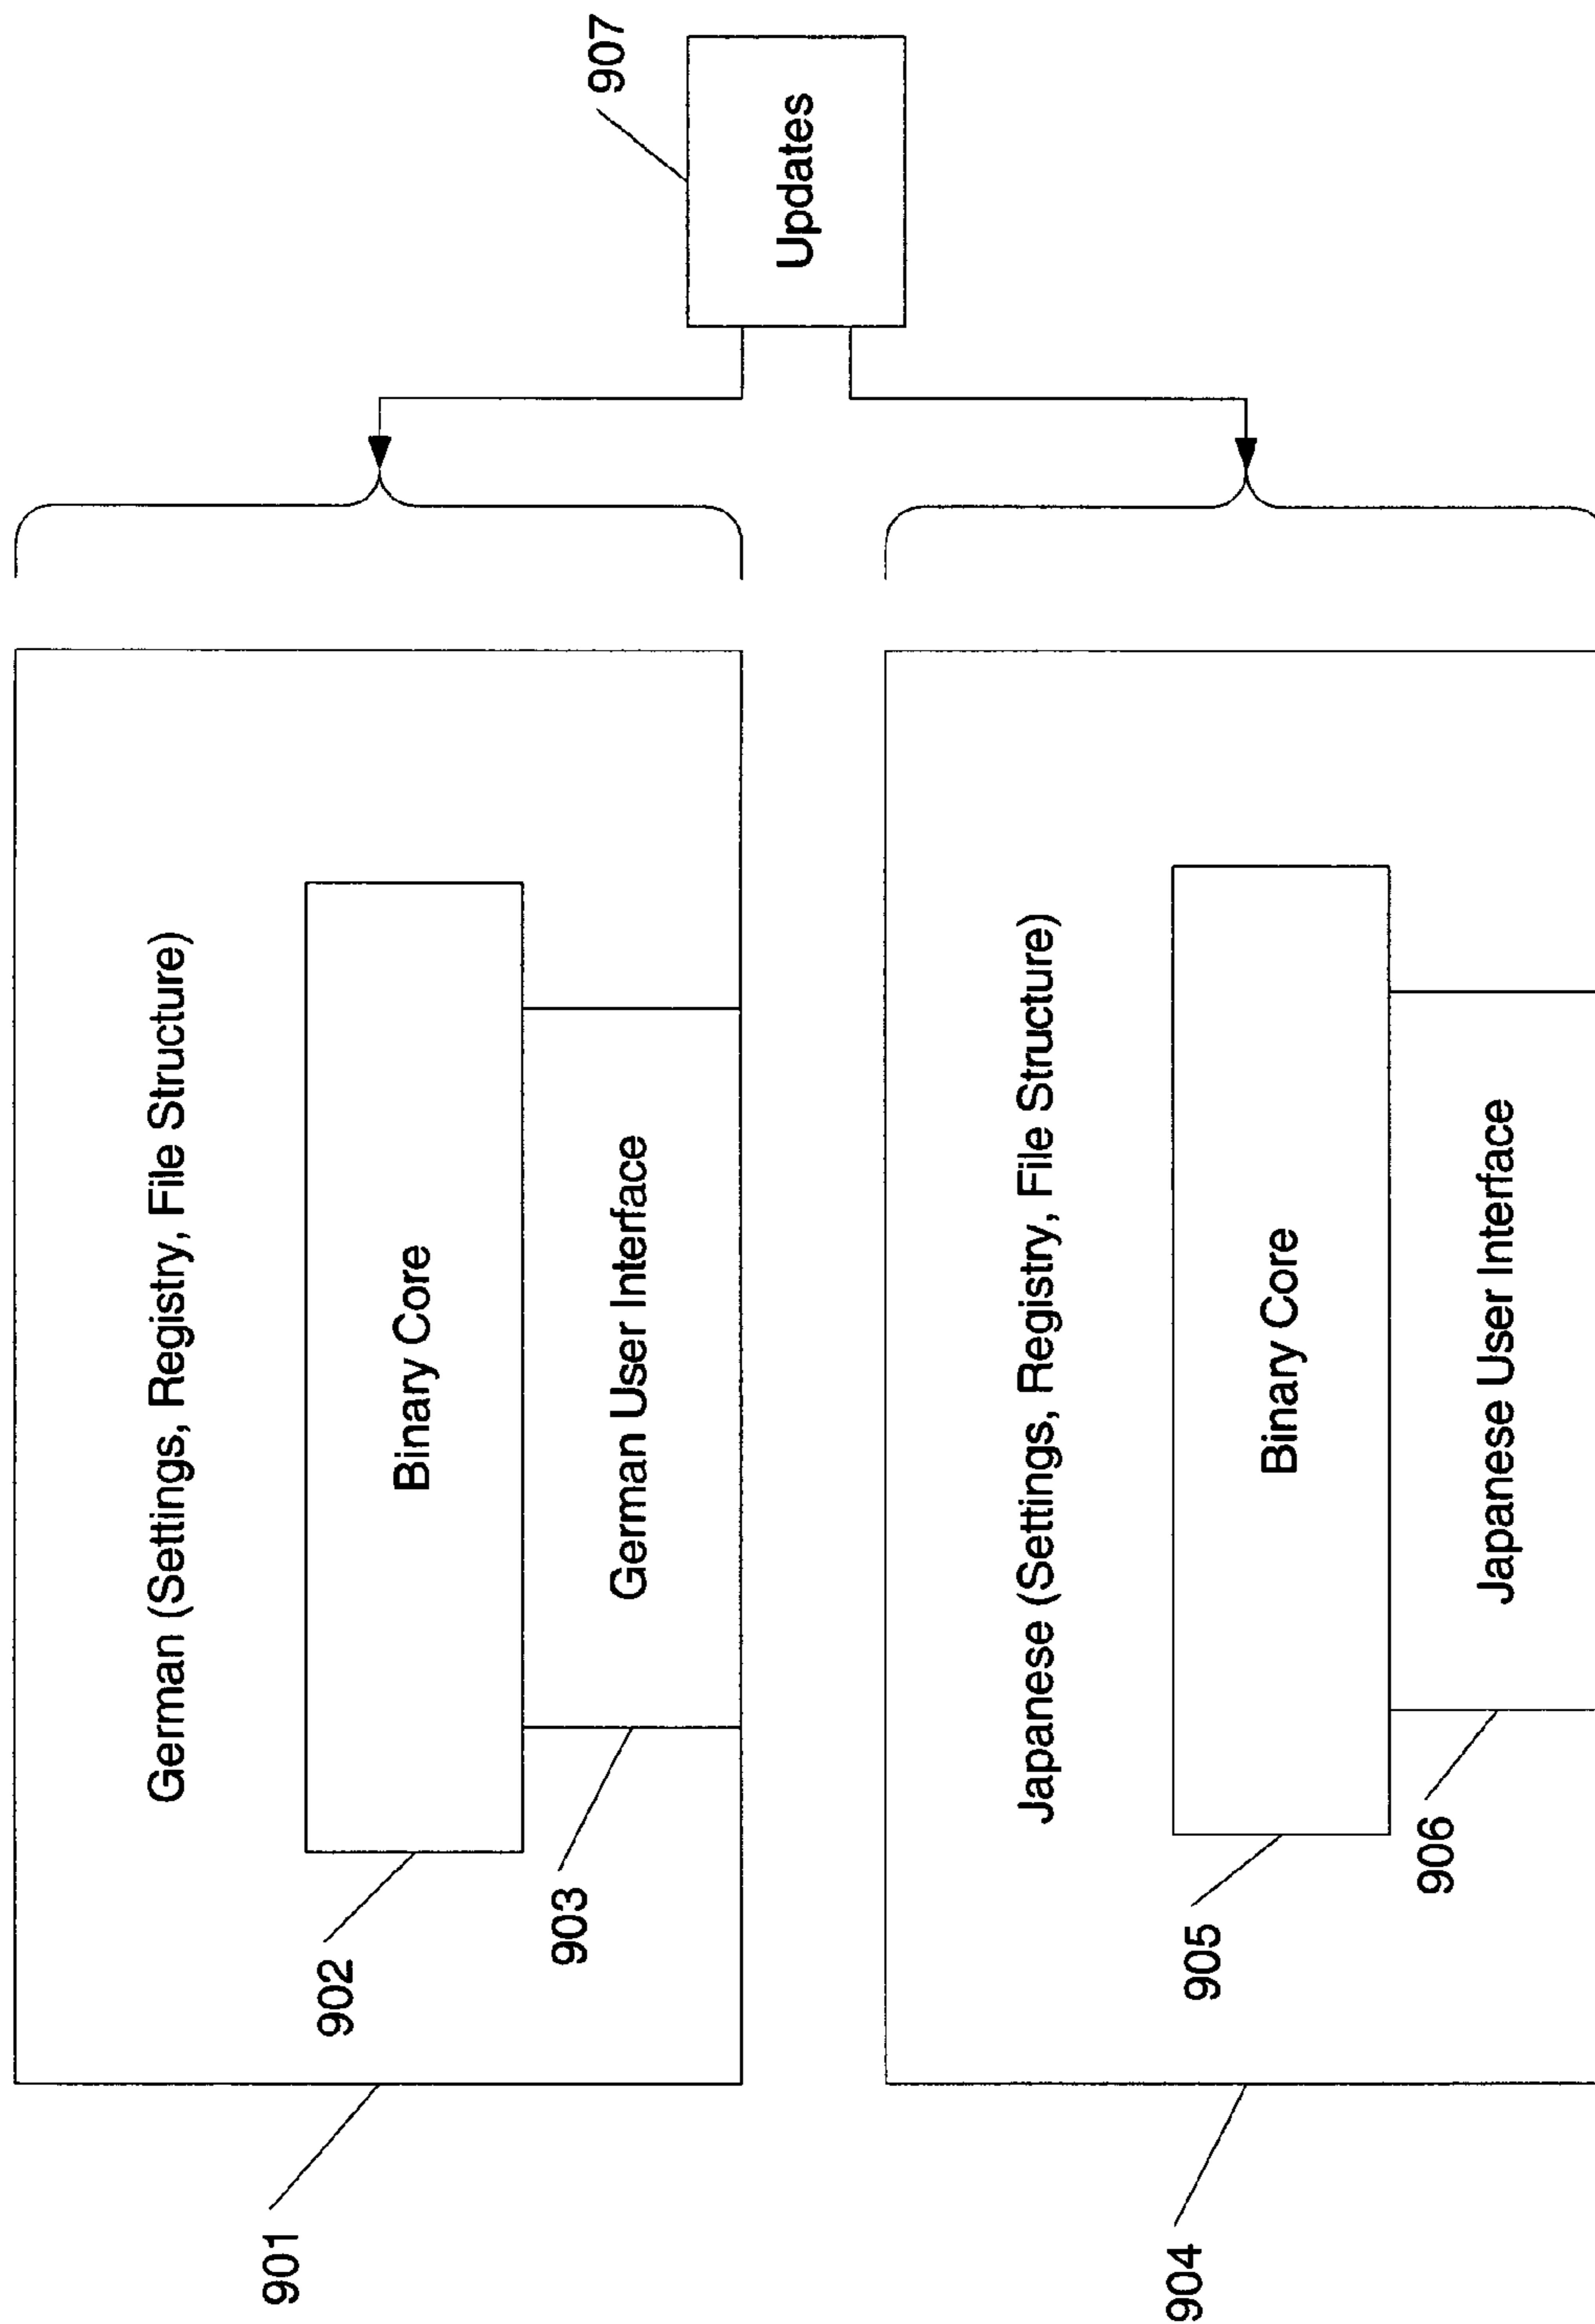 901
German (Settings, Registry, File Structure)
902
Binary Core
903
German User Interface
907
Updates
904
Japanese (Settings, Registry, File Structure)
905
Binary Core
906
Japanese User Interface